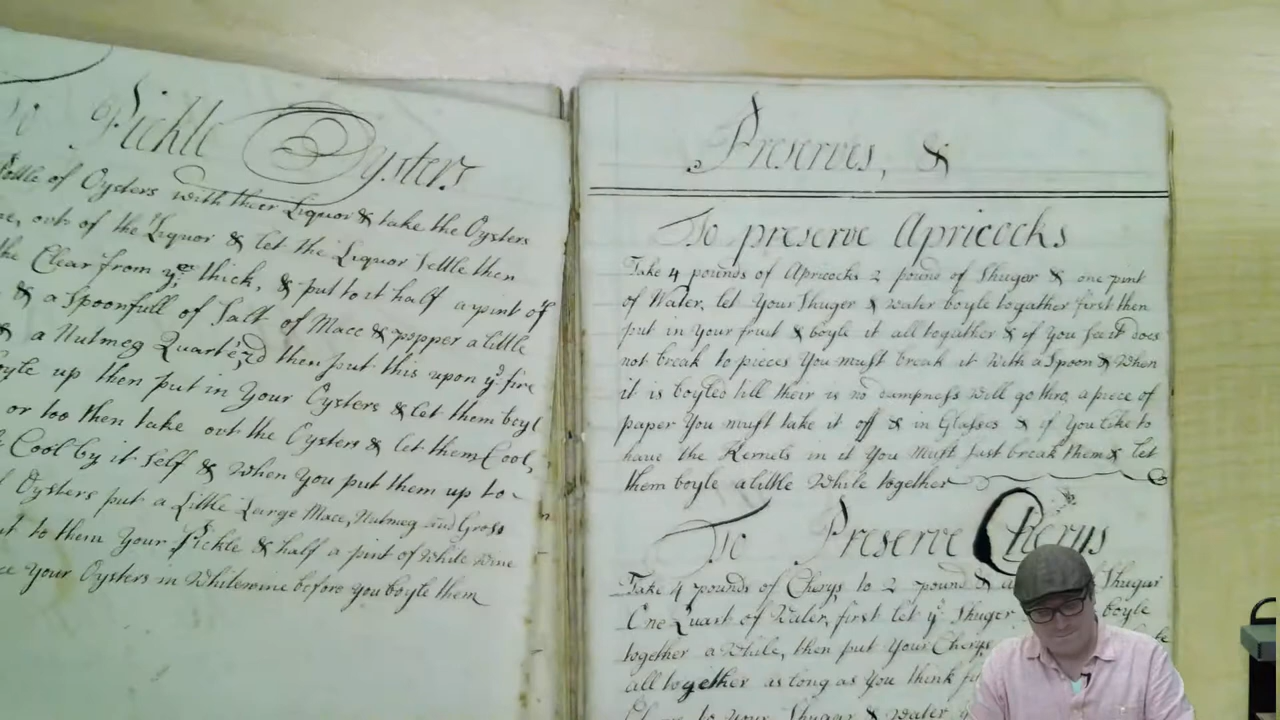 To Pickle Oysters
Bottle of Oysters with their Liquor & take the Oysters
out of the Liquor & let the Liquor Settle then
the Clear from ye thick, & put to it half a pint of
& a Spoonfull of Salt of Mace & pepper a little
& a Nutmeg Quarter'd then put this upon ye fire
up then put in Your Oysters & let them boyl
or too then take out the Oysters & let them Cool,
Cool by it Self & When you put them up to-
Oysters put a Little Large Mace, Nutmeg and Gross
to them Your Pickle & half a pint of White Wine
your Oysters in Whitewine before you boyle them
Preserves, &
To preserve Apricocks
Take 4 pounds of Apricocks 2 pound of Shuger & one pint
of Water, let Your Shuger & water boyle togather first then
put in Your fruit & boyle it all togather & if You does
not break to pieces You must break it With a Spoon & When
it is boyled till their is no dampness Will go thro, a piece of
paper You must take it off & in Glasses & if You like to
have the Kernels in it You Must Just break them & let
them boyle a little While together
To Preserve Cherys
Take 4 pounds of Cherys to 2 pound & Shugar
One Quart of Water, first let ye Shuger boyle
together a While, then put Your Cherys
all together as long as You think
to Your Shuger & Water